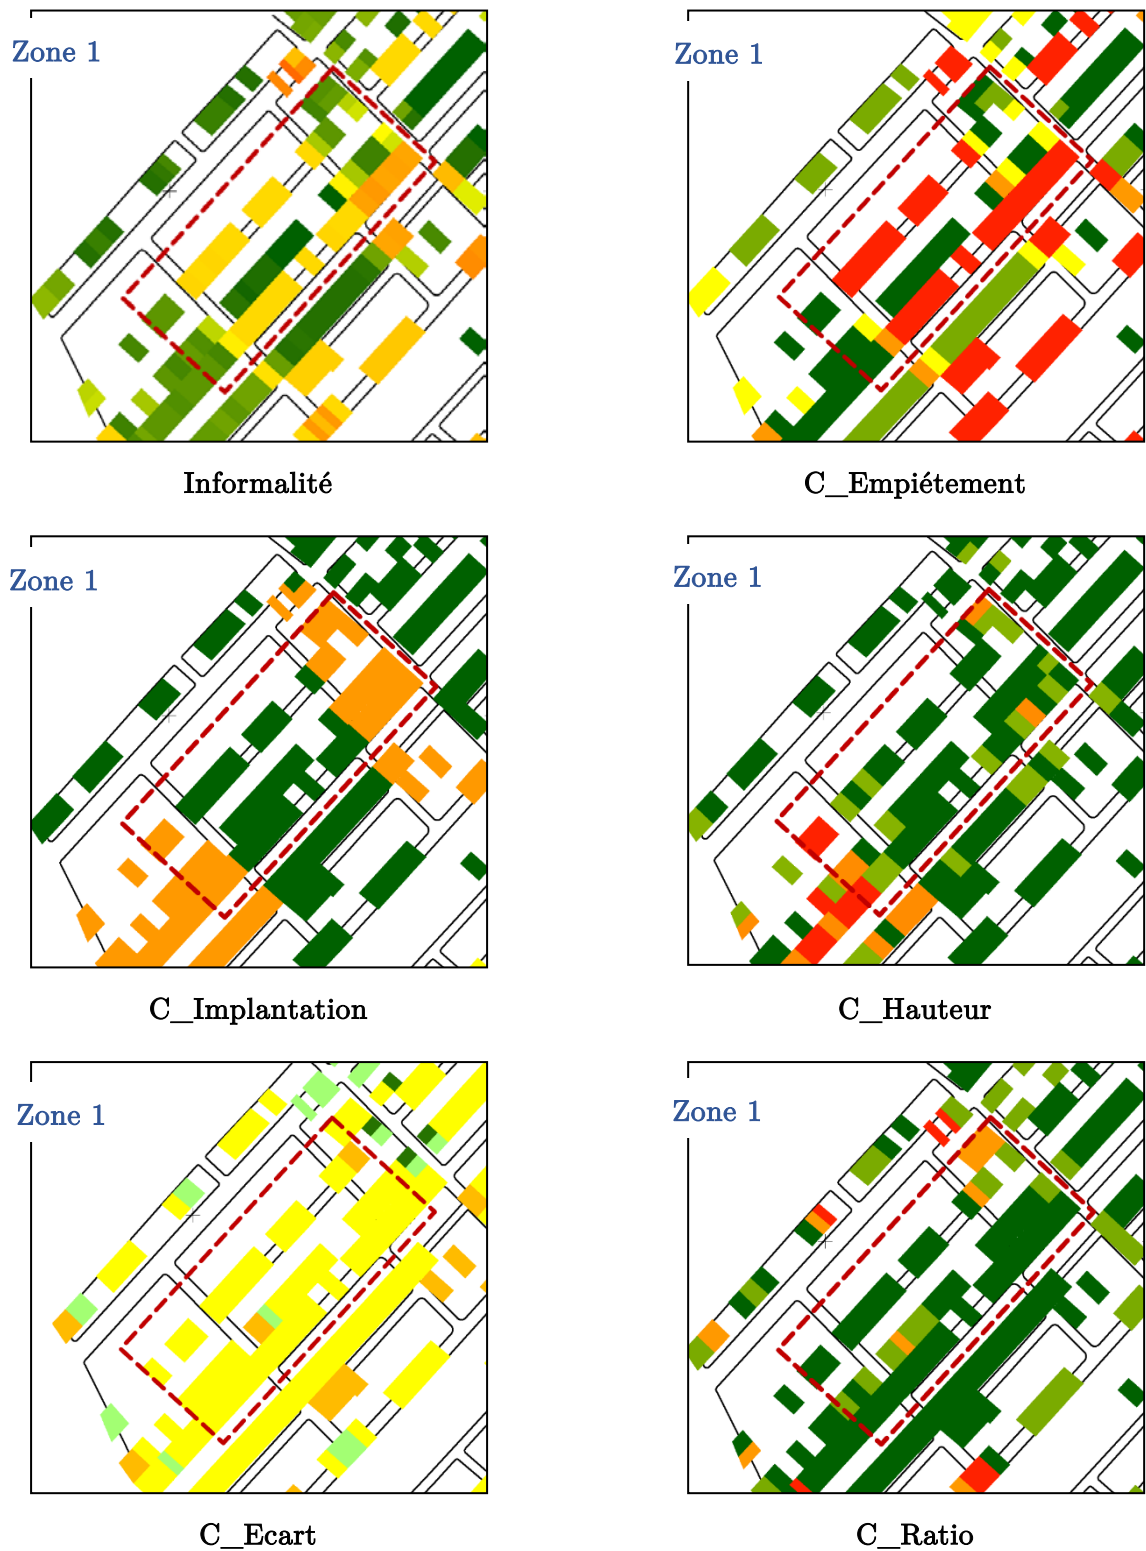 Zone 1
Zone 1
Informalité
C_Empiétement
Zone 1
Zone 1
C_Implantation
C_Hauteur
Zone 1
Zone 1
C_Ecart
C_Ratio